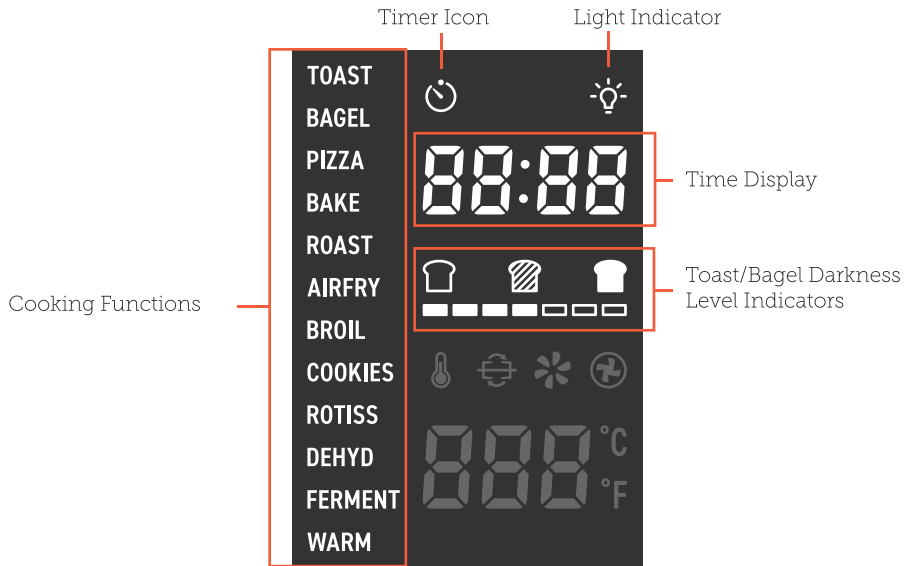 Timer Icon
Light Indicator
TOAST
BAGEL
PIZZA
BAKE
ROAST
AIRFRY
BROIL
COOKIES
ROTISS
DEHYD
FERMENT
WARM
88:88
Time Display
Toast/Bagel Darkness
Level Indicators
Cooking Functions
888
°C
°F